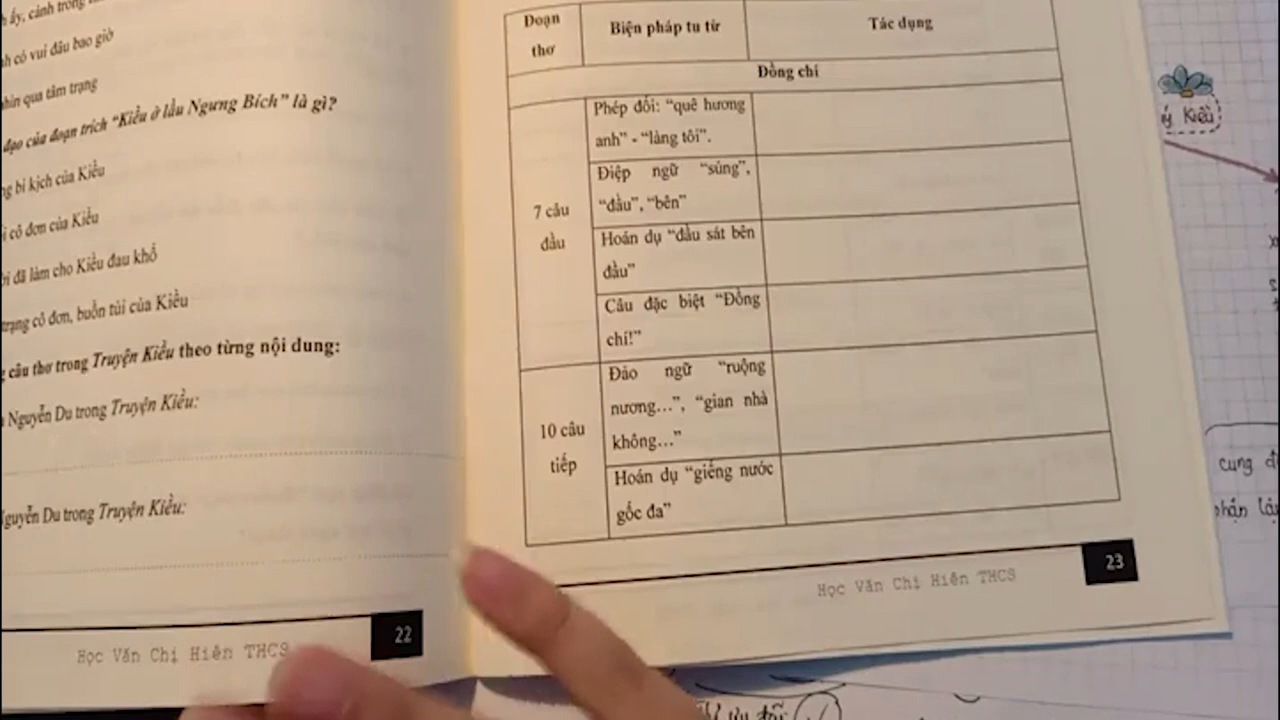 ấy, cảnh trong
có vui đâu bao giờ
nhìn qua tâm trạng
đạo của đoạn trích “Kiều ở lầu Ngưng Bích” là gì?
bi kịch của Kiều
cô đơn của Kiều
đã làm cho Kiều đau khổ
trạng cô đơn, buồn tủi của Kiều
câu thơ trong Truyện Kiều theo từng nội dung:
Nguyễn Du trong Truyện Kiều:
Nguyễn Du trong Truyện Kiều:
Học Văn Chị Hiên THCS
22
Đoạn thơ
Biện pháp tu từ
Tác dụng
Đồng chí
7 câu
đầu
Phép đối: “quê hương
anh” - “làng tôi”.
Điệp ngữ “súng”,
“đầu”, “bên”
Hoán dụ “đầu sát bên
đầu”
Câu đặc biệt “Đồng
chí!”
10 câu
tiếp
Đảo ngữ “ruộng
nương…”, “gian nhà
không…”
Hoán dụ “giếng nước
gốc đa”
Học Văn Chị Hiên THCS
23
Kiều
cung
phận